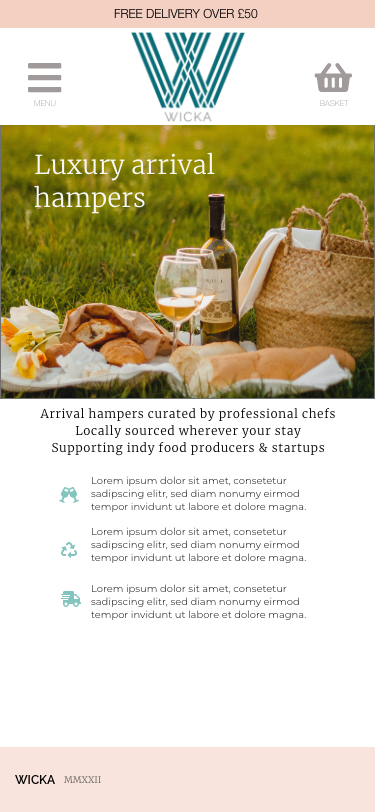 FREE DELIVERY OVER £50
WICKA
MENU
BASKET
Luxury arrival
hampers
Arrival hampers curated by professional chefs
Locally sourced wherever your stay
Supporting indy food producers & startups
Lorem ipsum dolor sit amet, consetetur
sadipscing elitr, sed diam nonumy eirmod
tempor invidunt ut labore et dolore magna.
Lorem ipsum dolor sit amet, consetetur
sadipscing elitr, sed diam nonumy eirmod
tempor invidunt ut labore et dolore magna.
Lorem ipsum dolor sit amet, consetetur
sadipscing elitr, sed diam nonumy eirmod
tempor invidunt ut labore et dolore magna.
WICKA MMXXII